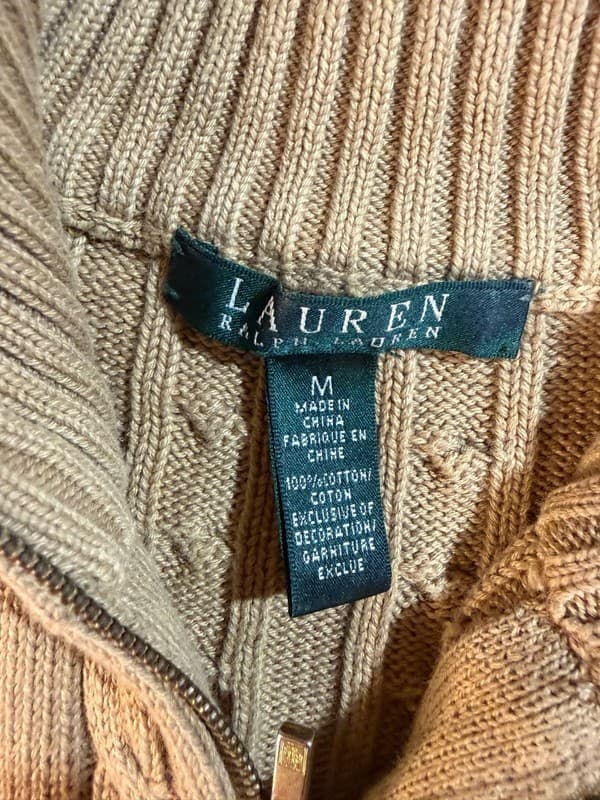 LAUREN
RALPH LAUREN
M
MADE IN
CHINA
FABRIQUE EN
CHINE
100%COTTON/
COTON
EXCLUSIVE OF
DECORATION/
GARNITURE
EXCLUE